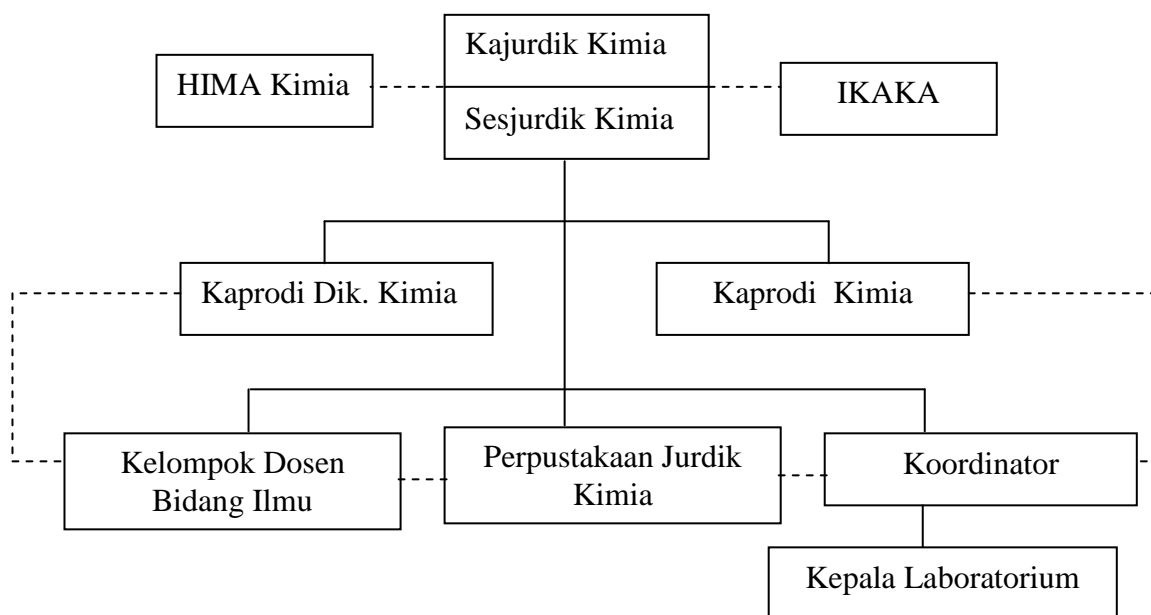 Kajurdik Kimia
HIMA Kimia
IKAKA
Sesjurdik Kimia
Kaprodi Dik. Kimia
Kaprodi Kimia
Kelompok Dosen
Bidang Ilmu
Perpustakaan Jurdik
Kimia
Koordinator
Kepala Laboratorium